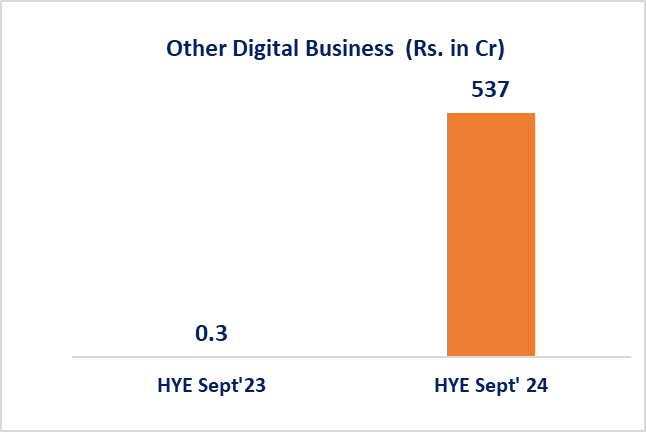 Other Digital Business  (Rs. in Cr)
537
0.3
HYE Sept'23
HYE Sept' 24